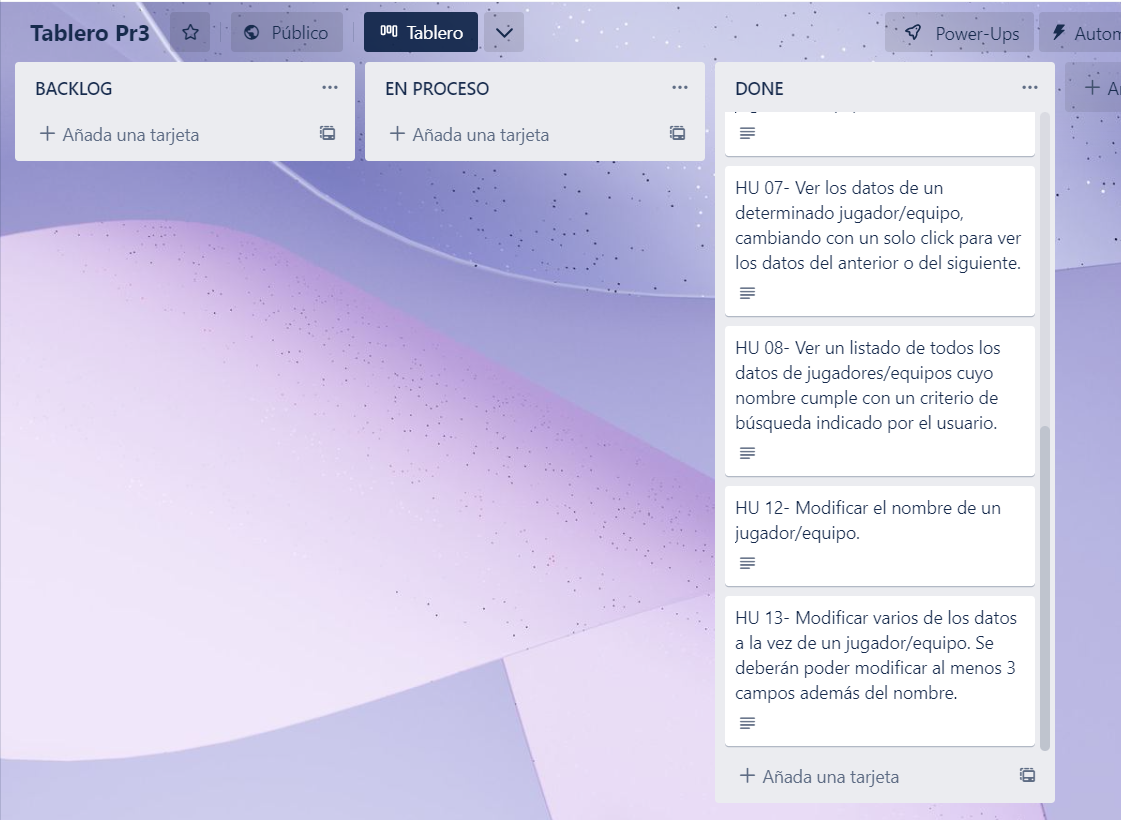 Tablero Pr3
Público
Tablero
Power-Ups
BACKLOG
Añada una tarjeta
EN PROCESO
Añada una tarjeta
DONE
HU 07- Ver los datos de un
determinado jugador/equipo,
cambiando con un solo click para ver
los datos del anterior o del siguiente.
HU 08- Ver un listado de todos los
datos de jugadores/equipos cuyo
nombre cumple con un criterio de
búsqueda indicado por el usuario.
HU 12- Modificar el nombre de un
jugador/equipo.
HU 13- Modificar varios de los datos
a la vez de un jugador/equipo. Se
deberán poder modificar al menos 3
campos además del nombre.
Añada una tarjeta